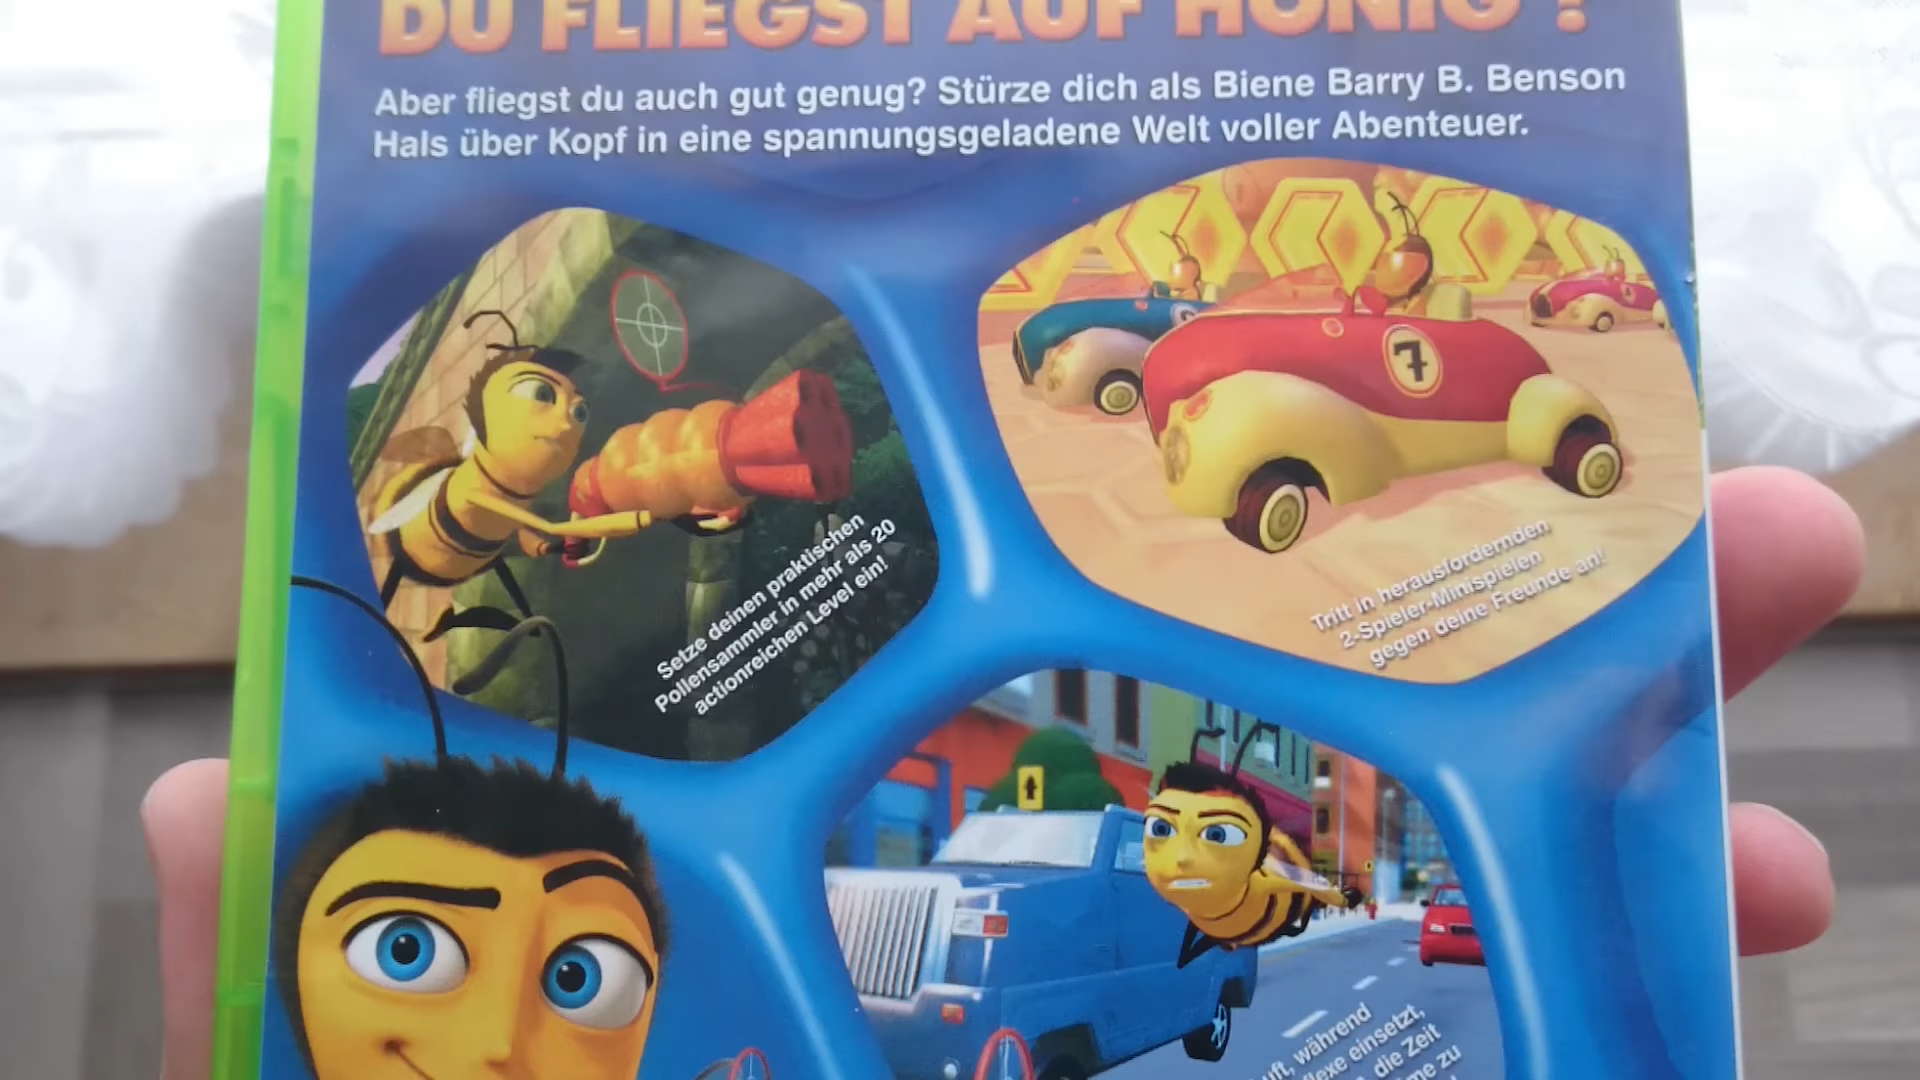 DU FLIEGST AUF HONIG ?
Aber fliegst du auch gut genug? Stürze dich als Biene Barry B. Benson
Hals über Kopf in eine spannungsgeladene Welt voller Abenteuer.
7
Setze deinen praktischen
Pollensammler in mehr als 20
actionreichen Level ein!
Tritt in herausfordernden
2-Spieler-Minispielen
gegen deine Freunde an!
während
einsetzt,
die Zeit
zu